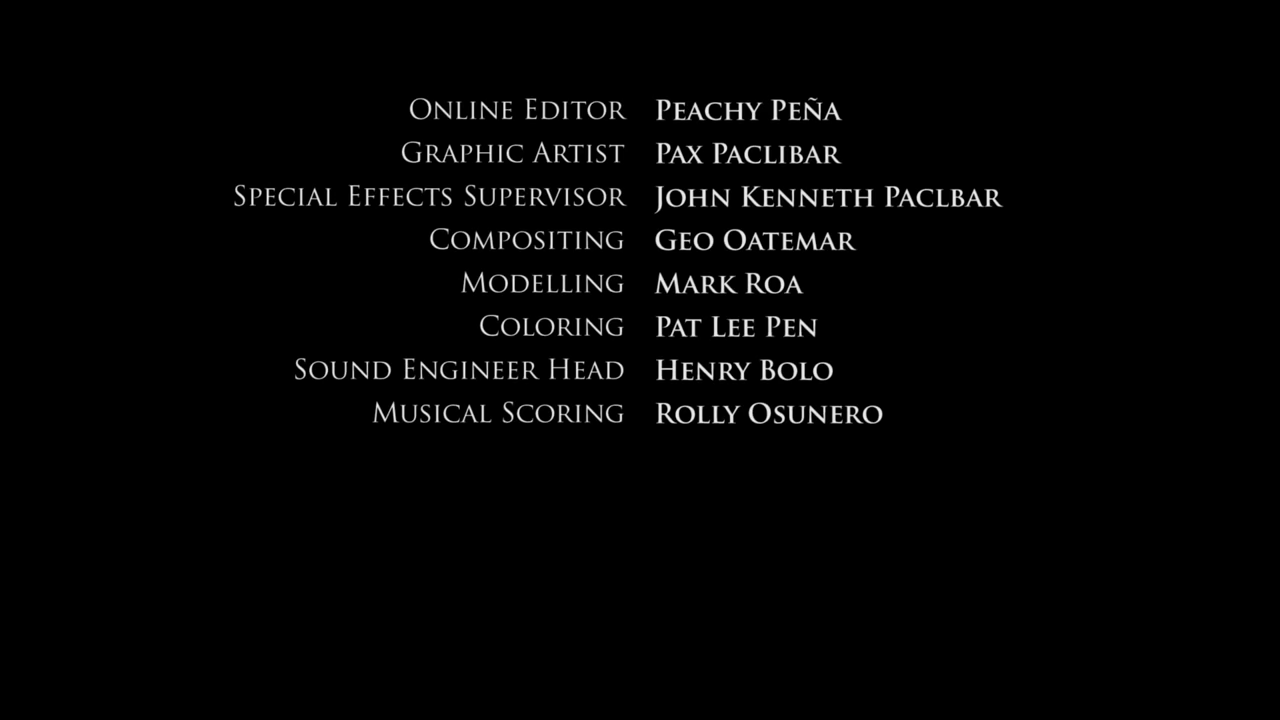 Online Editor Peachy Peña
Graphic Artist Pax Paclibar
Special Effects Supervisor John Kenneth Paclbar
Compositing Geo Oatemar
Modelling Mark Roa
Coloring Pat Lee Pen
Sound Engineer Head Henry Bolo
Musical Scoring Rolly Osunero